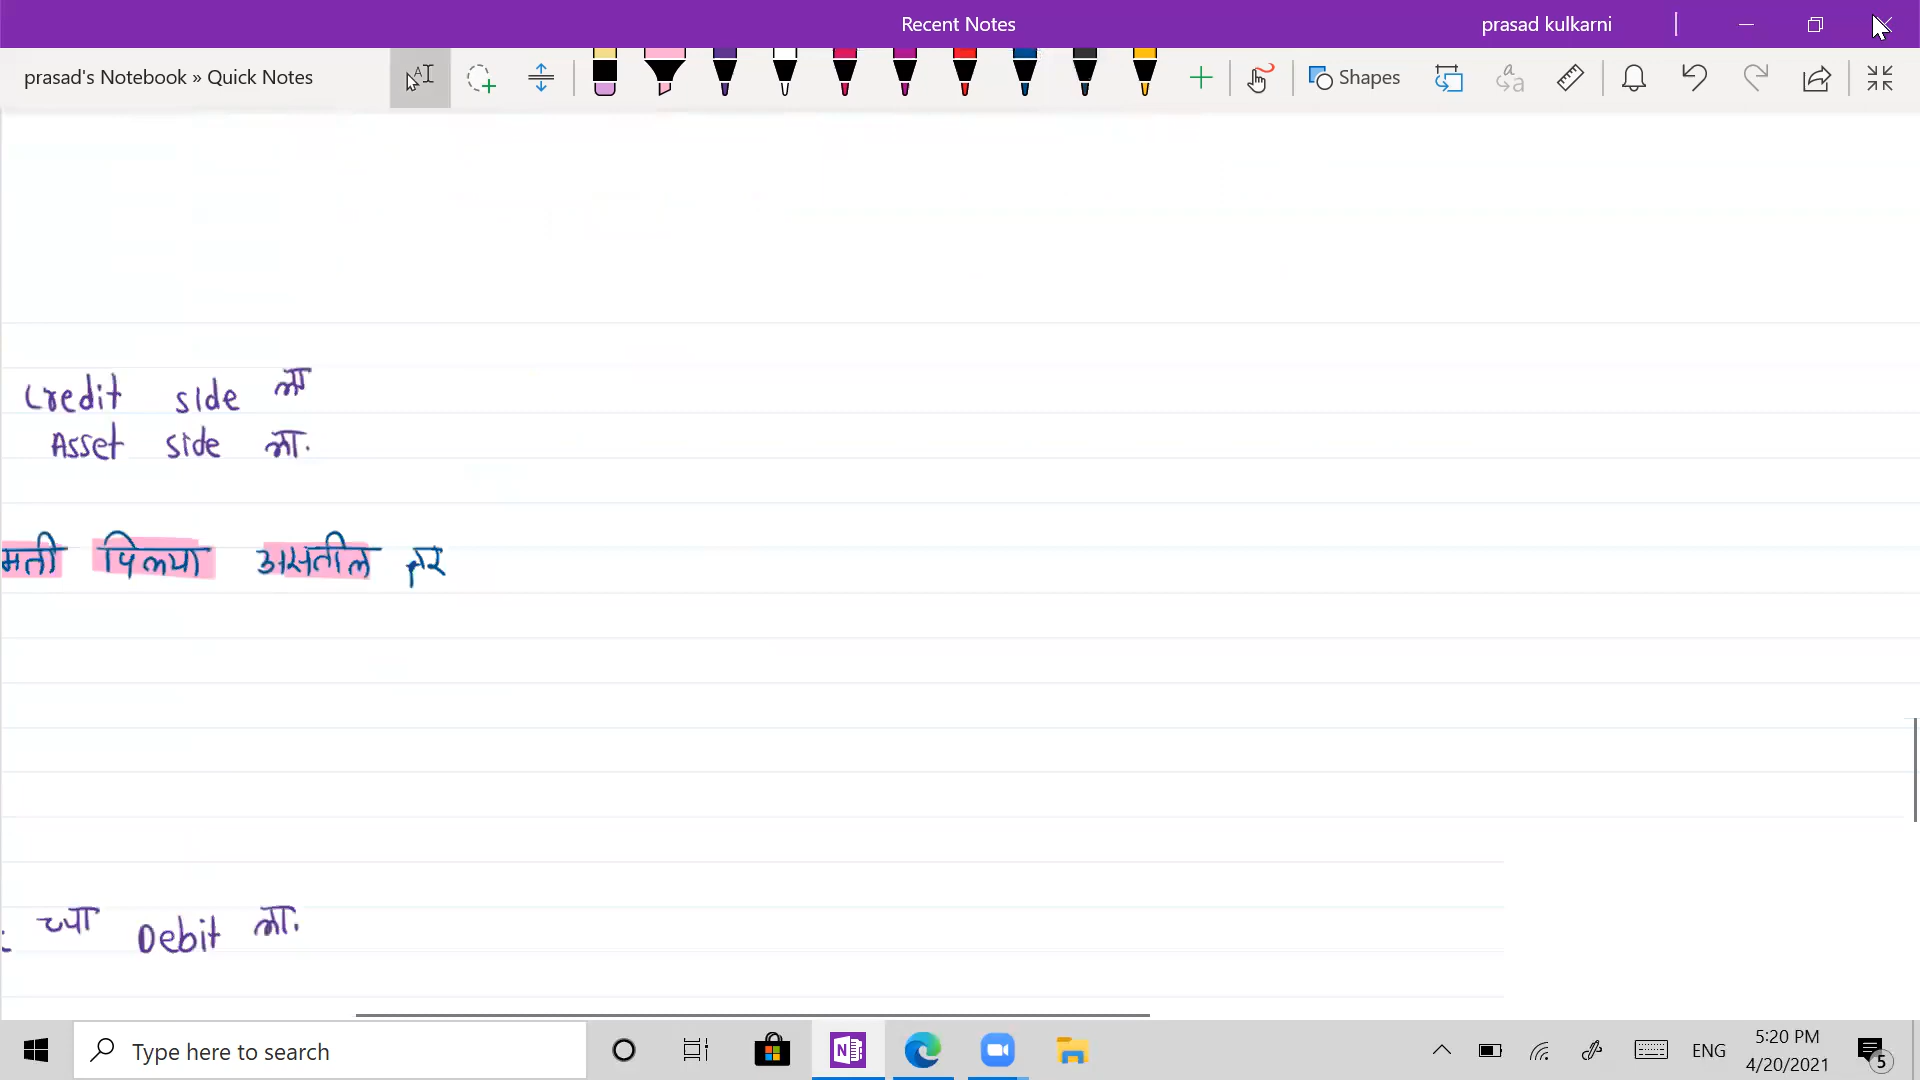 Recent Notes
prasad kulkarni
prasad's Notebook » Quick Notes
Shapes
Credit side ला
Asset side ला.
मती दिल्या असतील तर
च्या Debit ला.
Type here to search
ENG
5:20 PM
4/20/2021
5